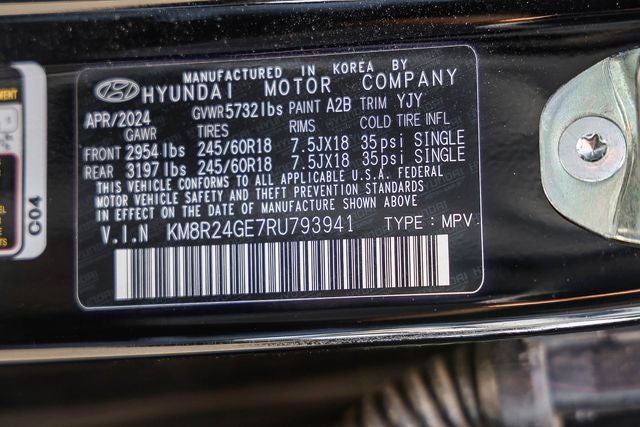 MANUFACTURED IN KOREA BY
HYUNDAI MOTOR COMPANY
APR/2024 GVWR 5732 lbs PAINT A2B TRIM YJY
GAWR TIRES RIMS COLD TIRE INFL
FRONT 2954 lbs 245/60R18 7.5JX18 35psi SINGLE
REAR 3197 lbs 245/60R18 7.5JX18 35psi SINGLE
THIS VEHICLE CONFORMS TO ALL APPLICABLE U.S.A. FEDERAL
MOTOR VEHICLE SAFETY AND THEFT PREVENTION STANDARDS
IN EFFECT ON THE DATE OF MANUFACTURE SHOWN ABOVE
V.I.N KM8R24GE7RU793941 TYPE : MPV
C04